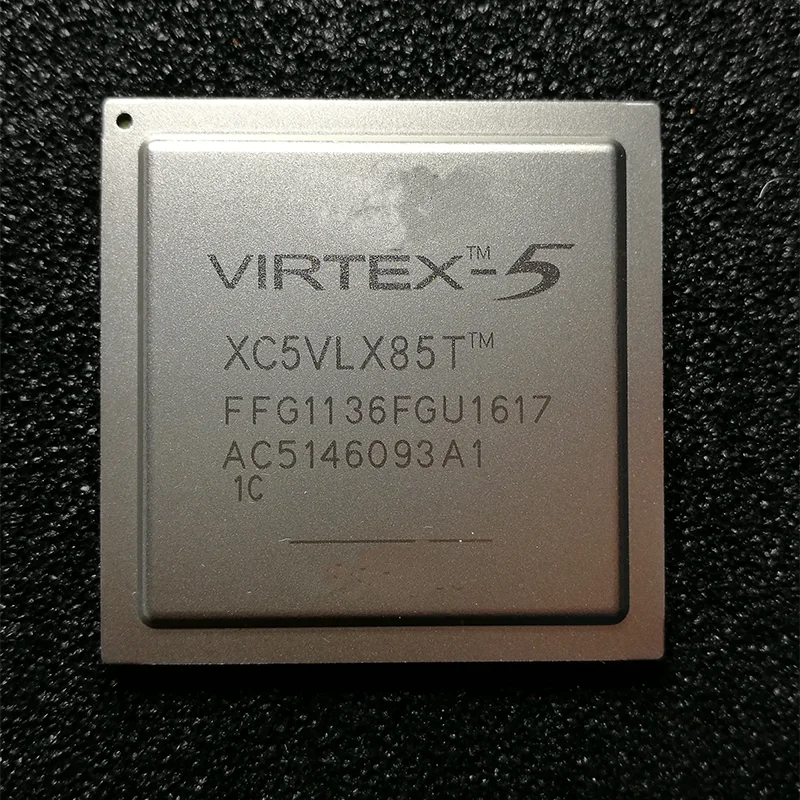 VIRTEX™-5
XC5VLX85T™
FFG1136FGU1617
AC5146093A1
1C